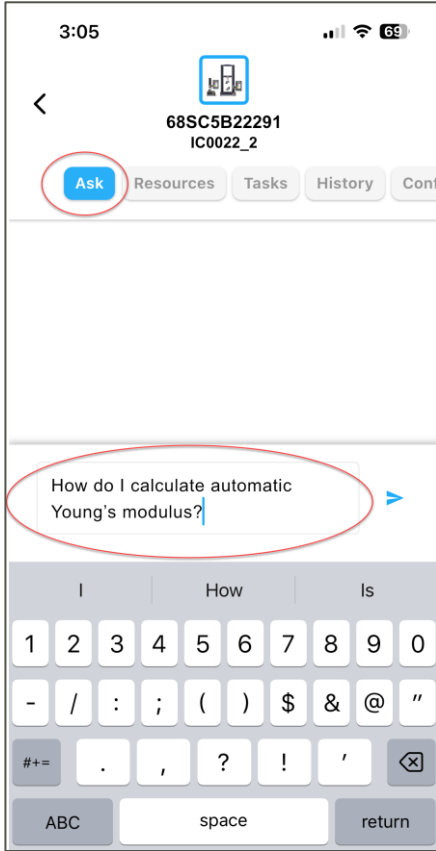 3:05
69
68SC5B22291
IC0022_2
Ask Resources Tasks History Conf
How do I calculate automatic
Young's modulus?
I How Is
1 2 3 4 5 6 7 8 9 0
- / : ; ( ) $ & @ "
#+= . , ? ! ’
ABC space return